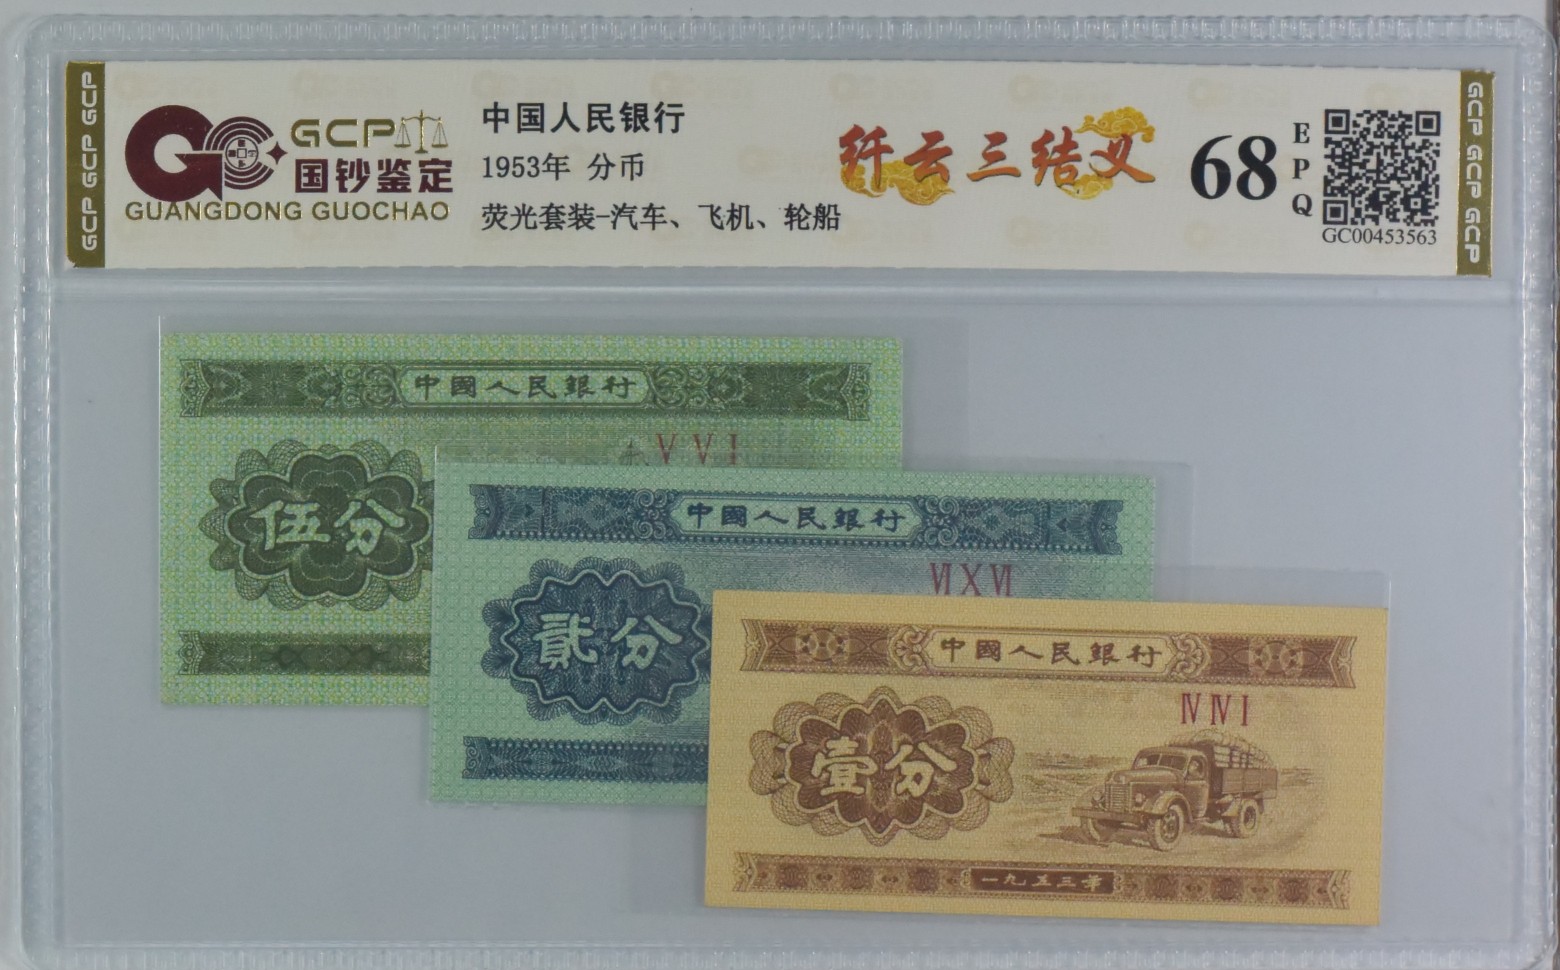 GCP GCP GCP
GCP
国钞鉴定
GUANGDONG GUOCHAO
中国人民银行
1953年 分币
荧光套装-汽车、飞机、轮船
纤云三结义
68
EPQ
GC00453563
GCP GCP GCP
中國人民銀行
VVI
伍分
中國人民銀行
ⅥXⅥ
貳分
中國人民銀行
ⅣⅣⅠ
壹分
一九五三年